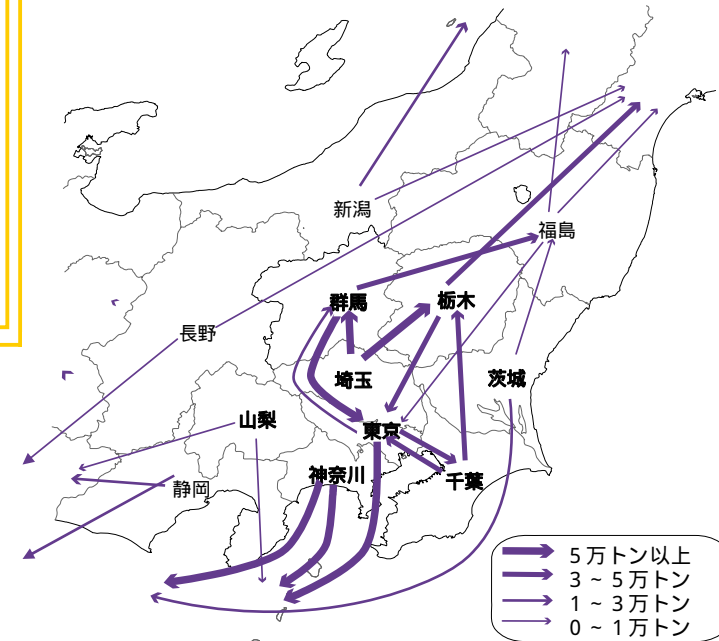 新潟
福島
群馬
栃木
長野
埼玉
茨城
山梨
東京
神奈川
千葉
静岡
5万トン以上
3~5万トン
1~3万トン
0~1万トン